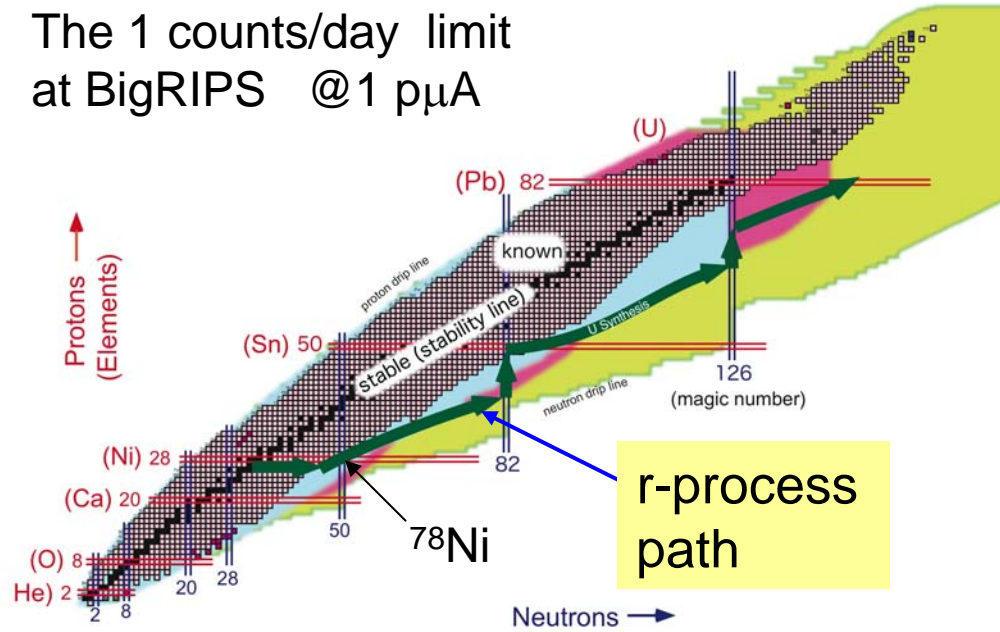 The 1 counts/day limit
at BigRIPS @1 pμA
(U)
(Pb) 82
known
proton drip line
Protons
(Elements)
stable (stability line)
U Synthesis
(Sn) 50
126
(magic number)
neutron drip line
(Ni) 28
82
r-process
path
(Ca) 20
50
78Ni
(O) 8
20
28
He) 2
2
8
Neutrons